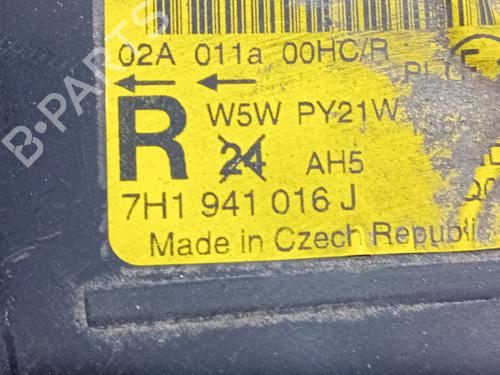 02A 011a 00HC/R
R W5W PY21W
24 AH5
7H1 941 016 J
Made in Czech Republic
B-PARTS